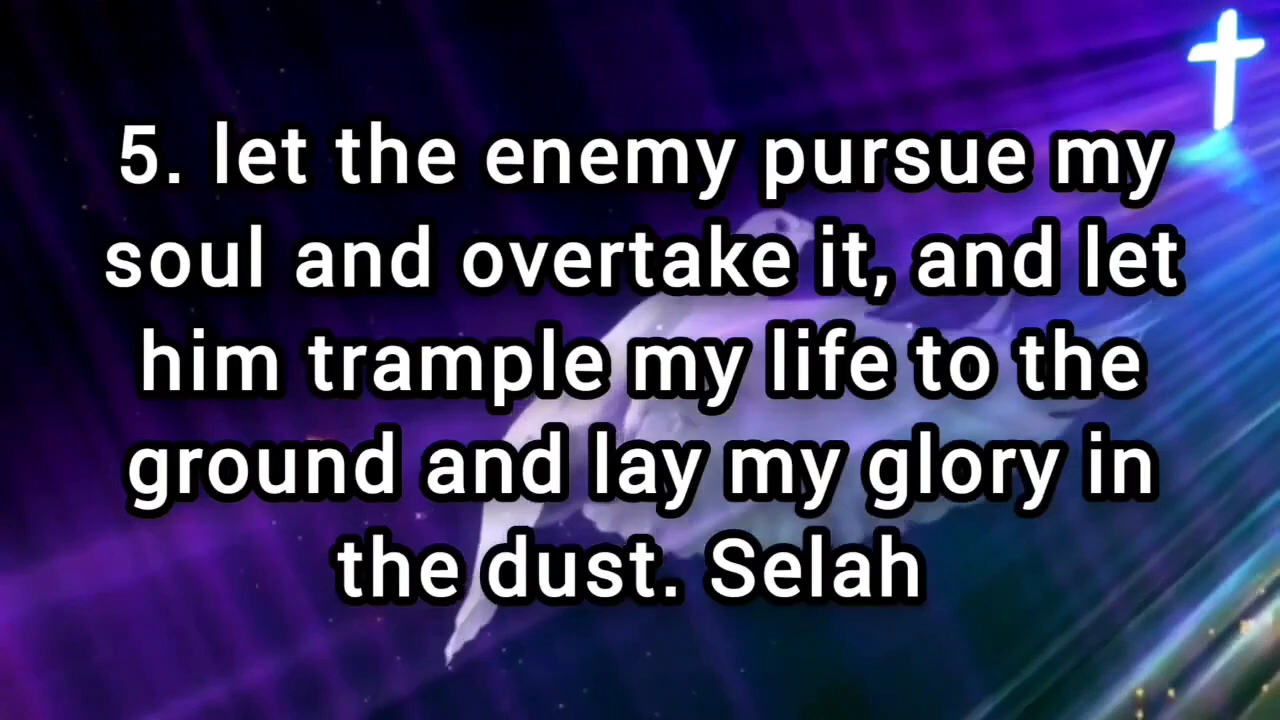 5. let the enemy pursue my
soul and overtake it, and let
him trample my life to the
ground and lay my glory in
the dust. Selah